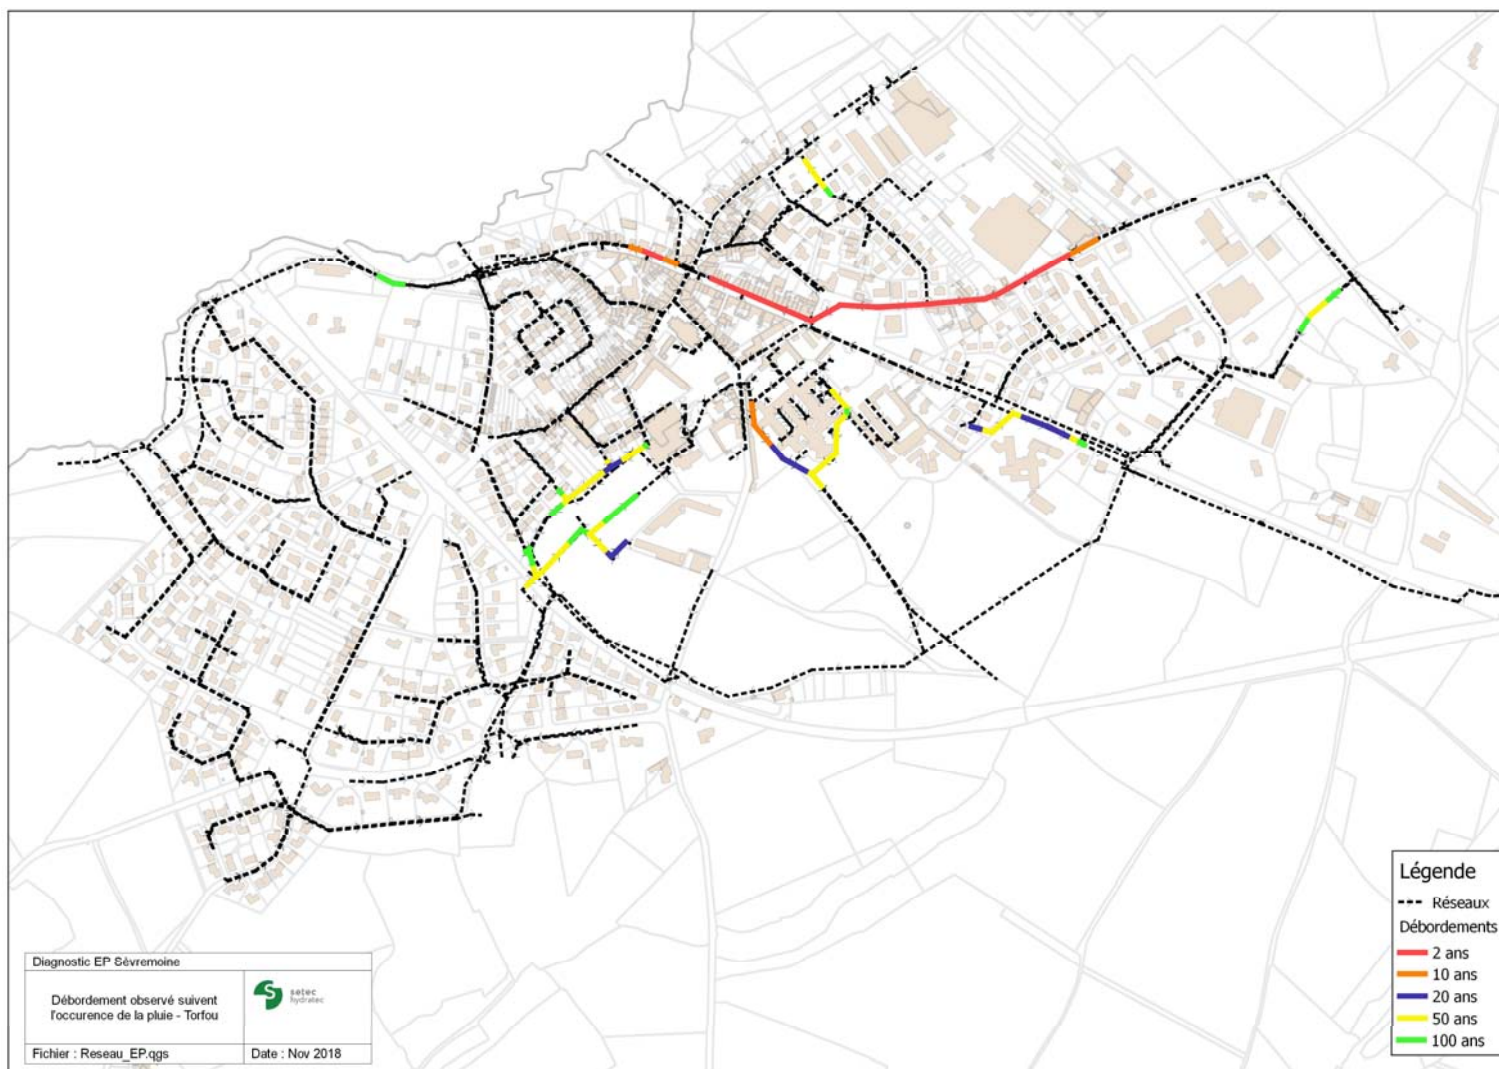 Légende
Réseaux
Débordements
2 ans
10 ans
20 ans
50 ans
100 ans
Diagnostic EP Sèvremoine
Débordement observé suivent
l'occurence de la pluie - Torfou
setec
hydratec
Fichier : Reseau_EP.qgs
Date : Nov 2018